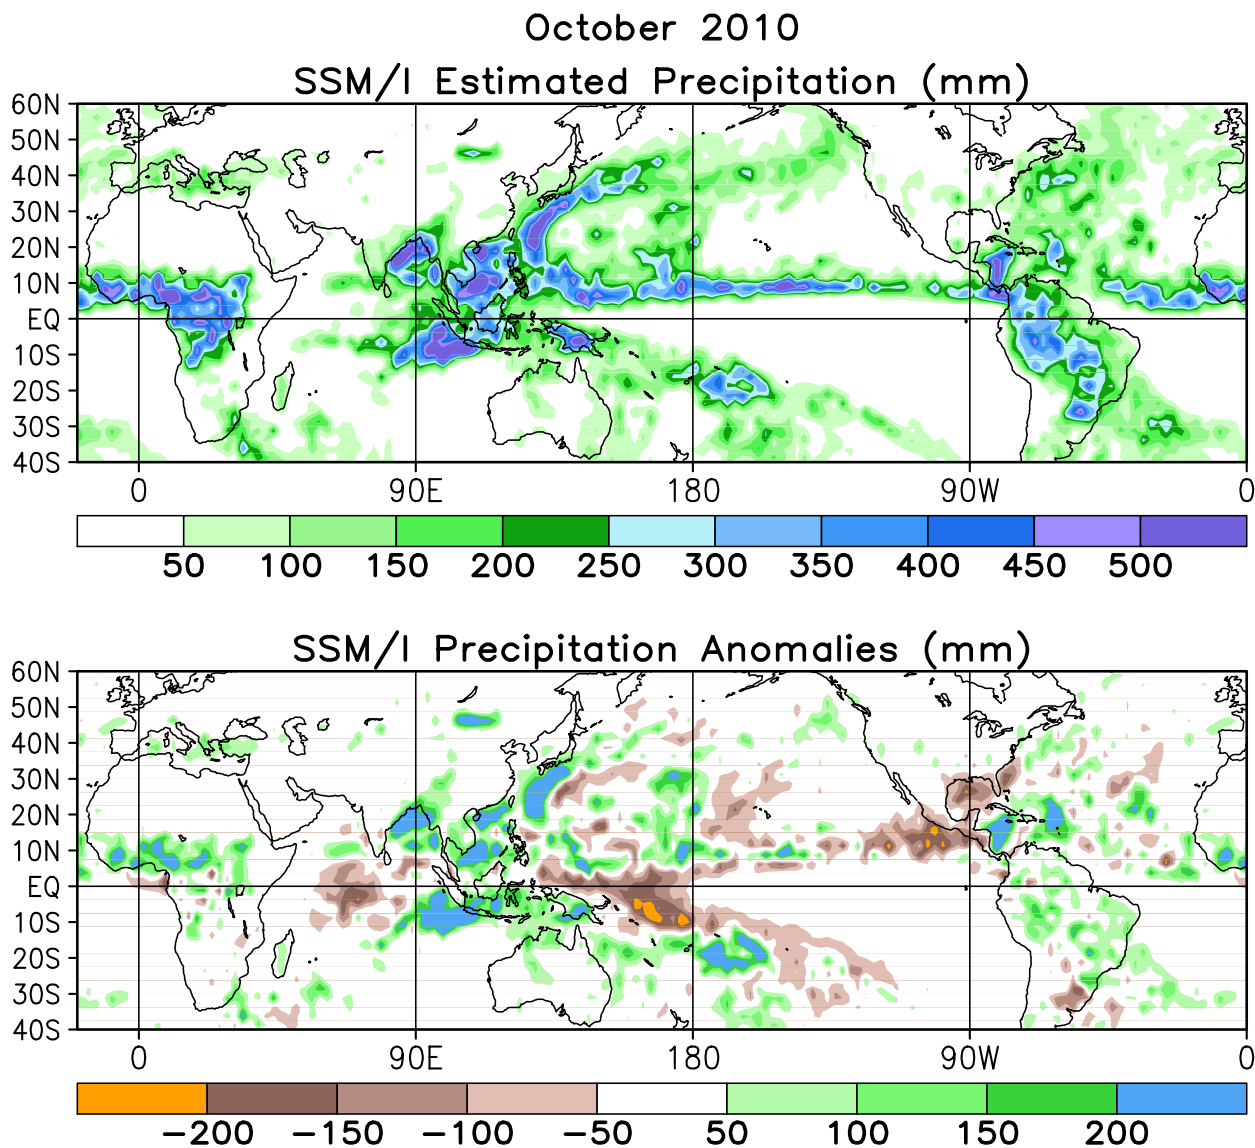 October 2010
SSM/I Estimated Precipitation (mm)
60N
50N
40N
30N
20N
10N
EQ
10S
20S
30S
40S
0 90E 180 90W 0
50 100 150 200 250 300 350 400 450 500
SSM/I Precipitation Anomalies (mm)
60N
50N
40N
30N
20N
10N
EQ
10S
20S
30S
40S
0 90E 180 90W 0
−200 −150 −100 −50 50 100 150 200